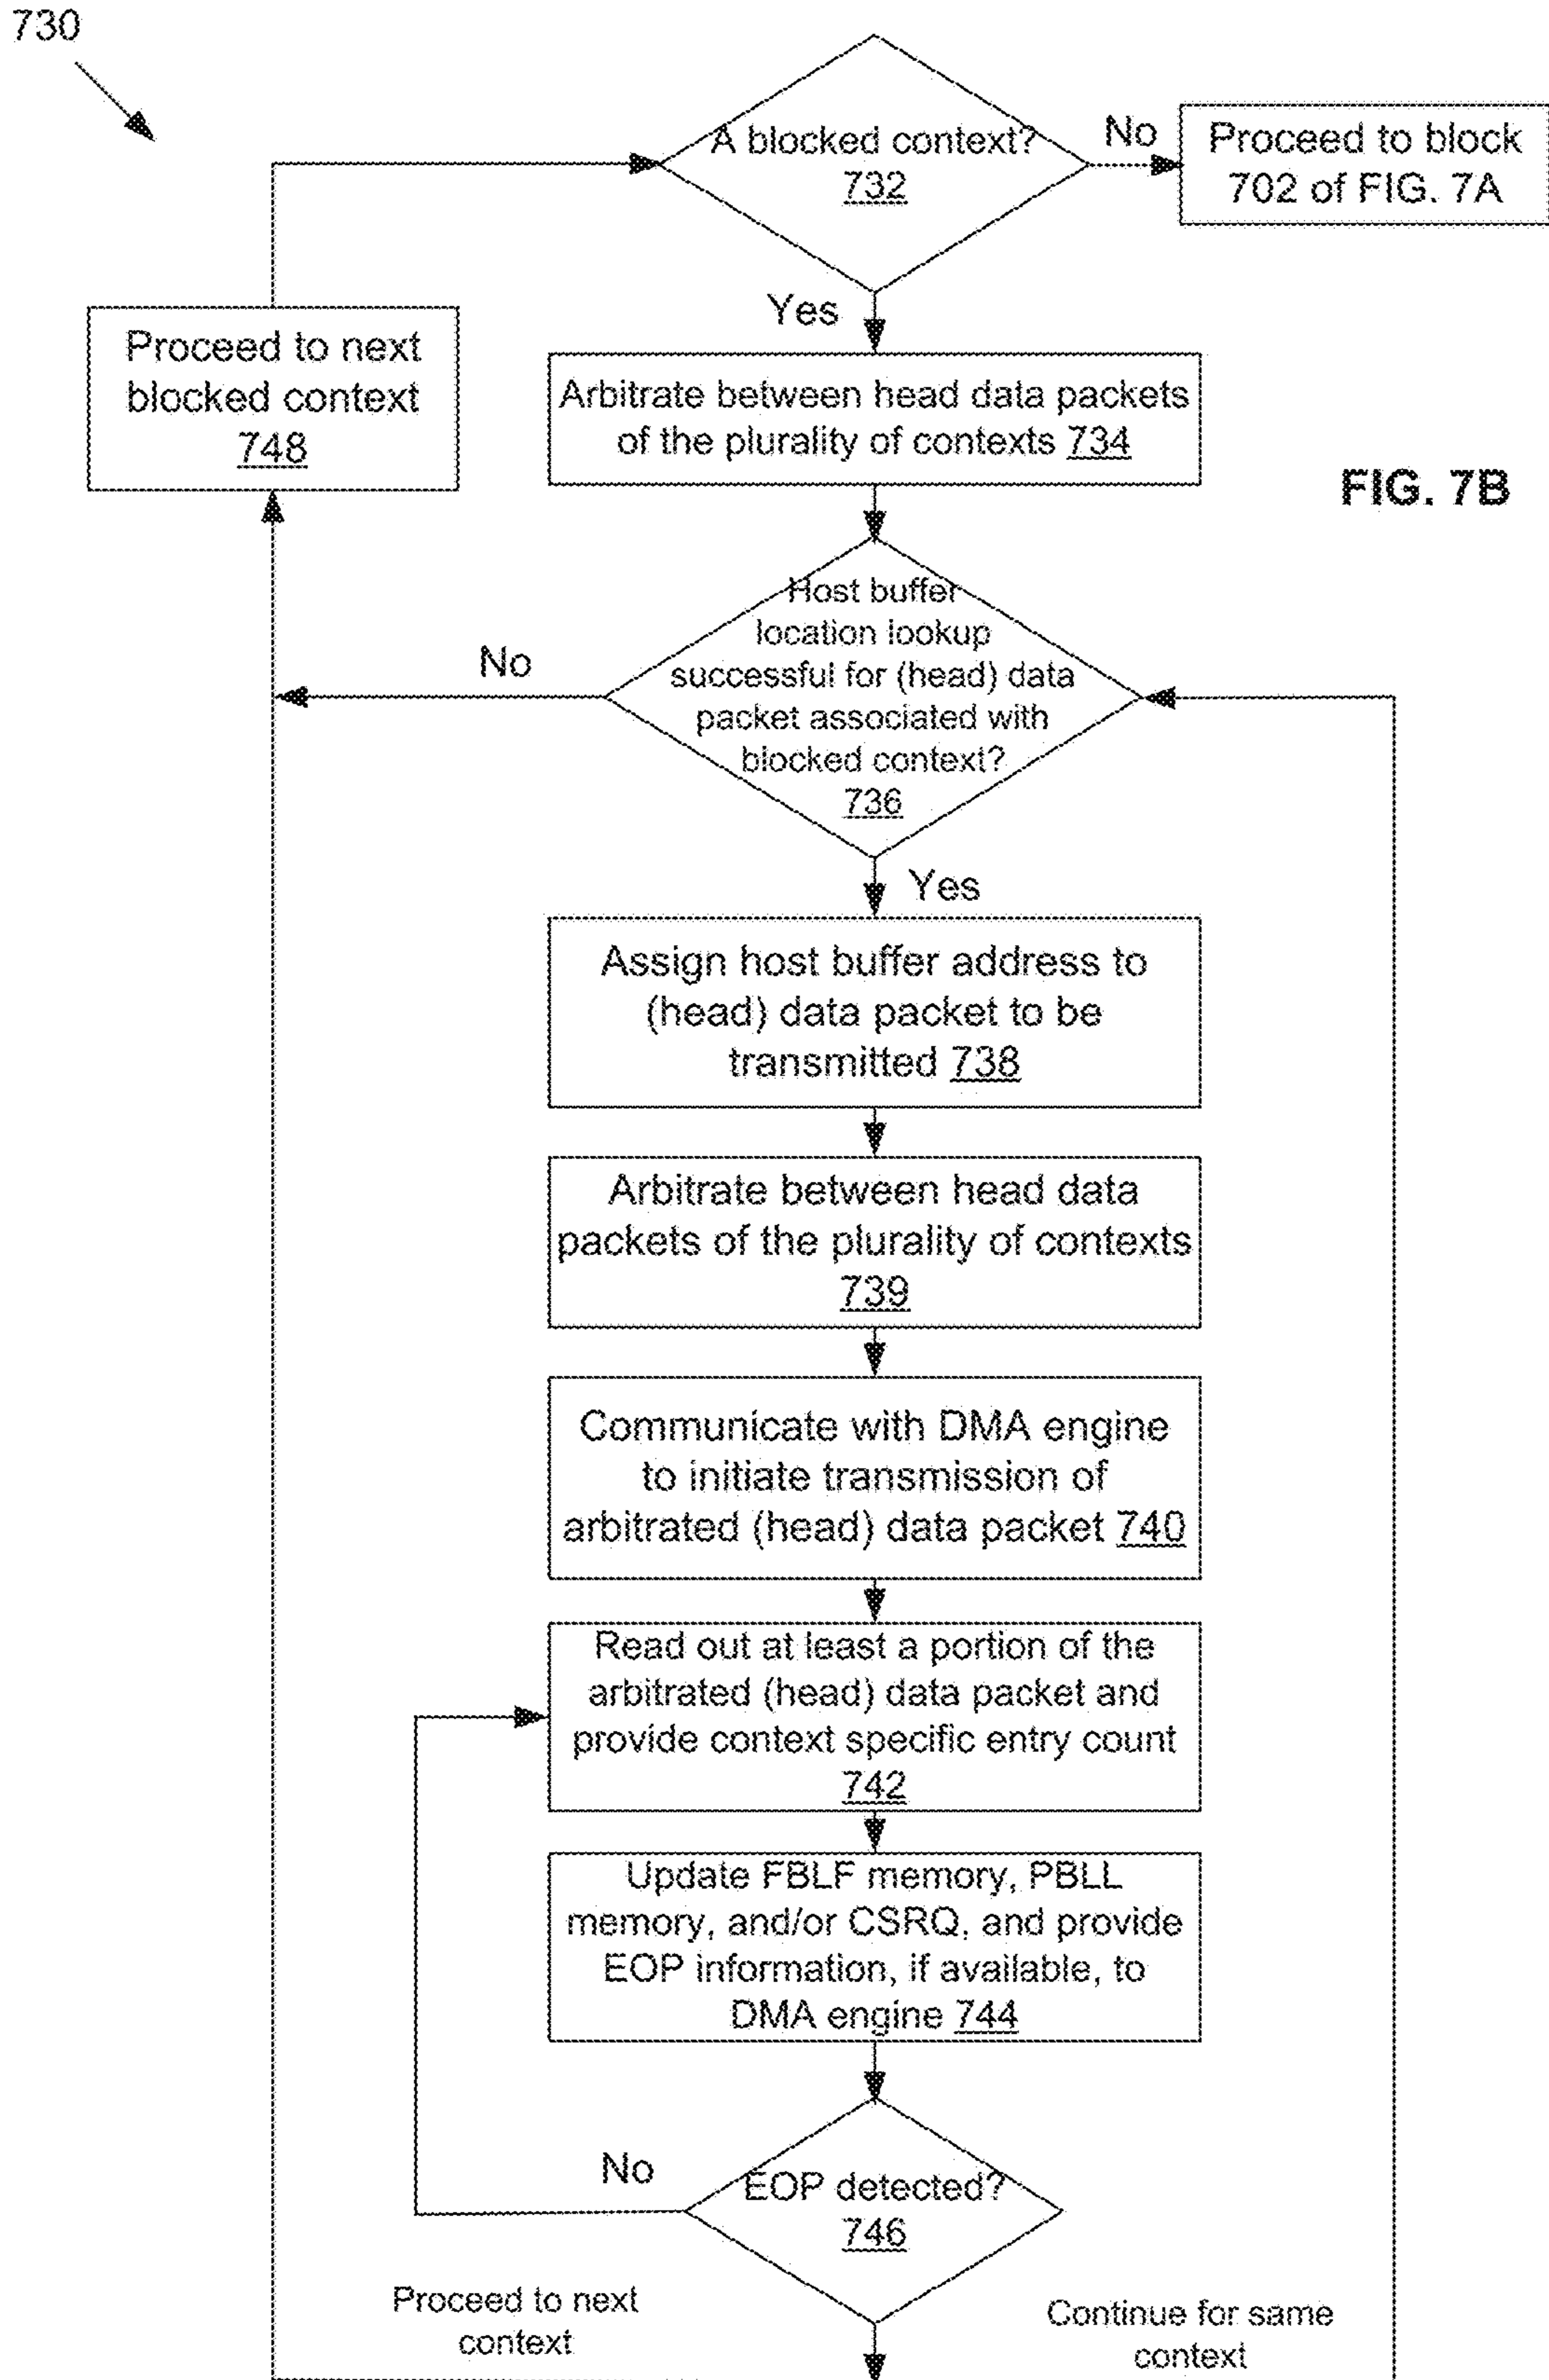 730
A blocked context?
732
No
Proceed to block
702 of FIG. 7A
Yes
Proceed to next
blocked context
748
Arbitrate between head data packets
of the plurality of contexts 734
FIG. 7B
Host buffer
location lookup
successful for (head) data
packet associated with
blocked context?
736
No
Yes
Assign host buffer address to
(head) data packet to be
transmitted 738
Arbitrate between head data
packets of the plurality of contexts
739
Communicate with DMA engine
to initiate transmission of
arbitrated (head) data packet 740
Read out at least a portion of the
arbitrated (head) data packet and
provide context specific entry count
742
Update FBLF memory, PBLL
memory, and/or CSRQ, and provide
EOP information, if available, to
DMA engine 744
No
EOP detected?
746
Proceed to next
context
Continue for same
context